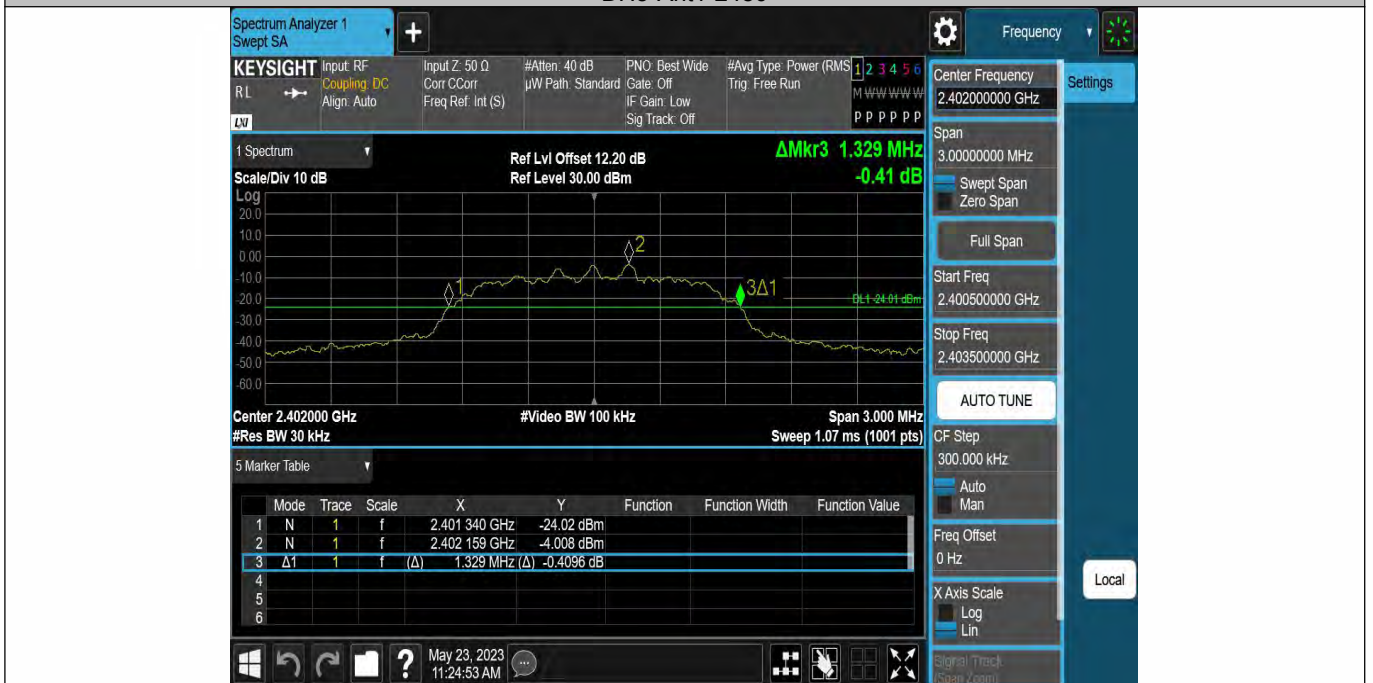 Spectrum Analyzer 1
Swept SA
+
Frequency
KEYSIGHT
RL
LXI
Input: RF
Coupling: DC
Align: Auto
Input Z: 50 Ω
Corr CCorr
Freq Ref: Int (S)
#Atten: 40 dB
µW Path: Standard
PNO: Best Wide
Gate: Off
IF Gain: Low
Sig Track: Off
#Avg Type: Power (RMS
Trig: Free Run
1 2 3 4 5 6
M W W W W W
P P P P P P
Center Frequency
2.402000000 GHz
Settings
Span
3.00000000 MHz
Swept Span
Zero Span
Full Span
Start Freq
2.400500000 GHz
Stop Freq
2.403500000 GHz
AUTO TUNE
CF Step
300.000 kHz
Auto
Man
Freq Offset
0 Hz
X Axis Scale
Log
Lin
Signal Track
(Span Zoom)
Local
1 Spectrum
Scale/Div 10 dB
Ref Lvl Offset 12.20 dB
Ref Level 30.00 dBm
ΔMkr3 1.329 MHz
-0.41 dB
Log
20.0
10.0
0.00
-10.0
-20.0
-30.0
-40.0
-50.0
-60.0
1
2
3Δ1
DL1 -24.01 dBm
Center 2.402000 GHz
#Res BW 30 kHz
#Video BW 100 kHz
Span 3.000 MHz
Sweep 1.07 ms (1001 pts)
5 Marker Table
Mode Trace Scale X Y Function Function Width Function Value
1 N 1 f 2.401 340 GHz -24.02 dBm
2 N 1 f 2.402 159 GHz -4.008 dBm
3 Δ1 1 f (Δ) 1.329 MHz (Δ) -0.4096 dB
4
5
6
?
May 23, 2023
11:24:53 AM